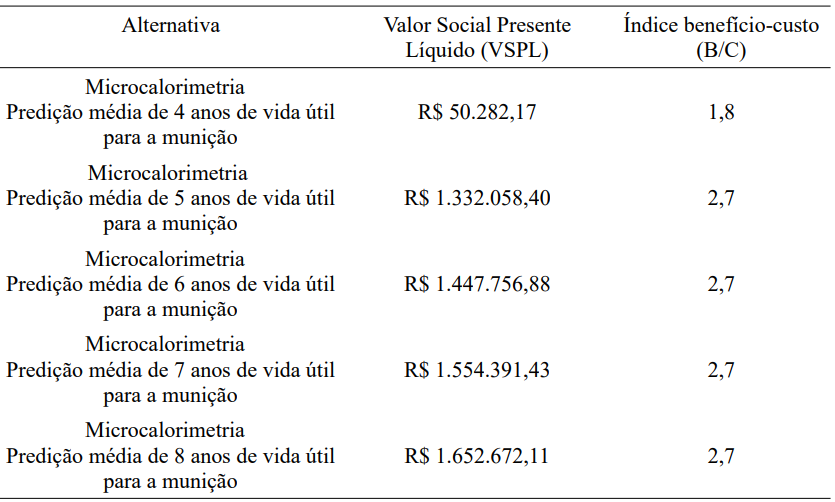 Alternativa
Valor Social Presente
Líquido (VSPL)
Índice benefício-custo
(B/C)
Microcalorimetria
Predição média de 4 anos de vida útil
para a munição
R$ 50.282,17
1,8
Microcalorimetria
Predição média de 5 anos de vida útil
para a munição
R$ 1.332.058,40
2,7
Microcalorimetria
Predição média de 6 anos de vida útil
para a munição
R$ 1.447.756,88
2,7
Microcalorimetria
Predição média de 7 anos de vida útil
para a munição
R$ 1.554.391,43
2,7
Microcalorimetria
Predição média de 8 anos de vida útil
para a munição
R$ 1.652.672,11
2,7